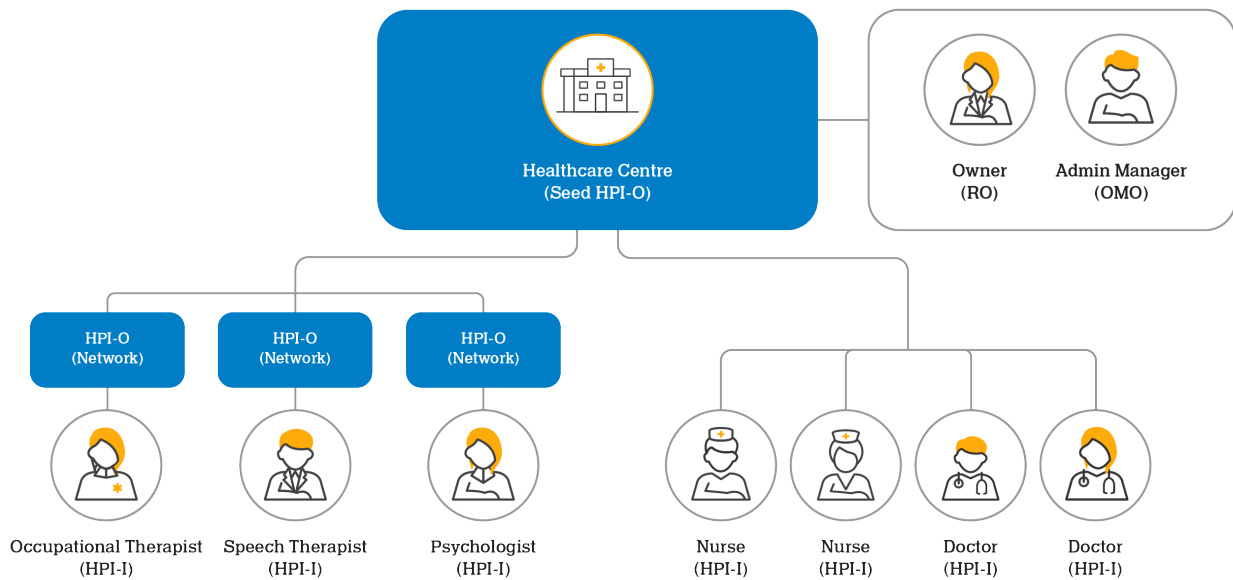 Healthcare Centre
(Seed HPI-O)
Owner
(RO)
Admin Manager
(OMO)
HPI-O
(Network)
HPI-O
(Network)
HPI-O
(Network)
Occupational Therapist
(HPI-I)
Speech Therapist
(HPI-I)
Psychologist
(HPI-I)
Nurse
(HPI-I)
Nurse
(HPI-I)
Doctor
(HPI-I)
Doctor
(HPI-I)